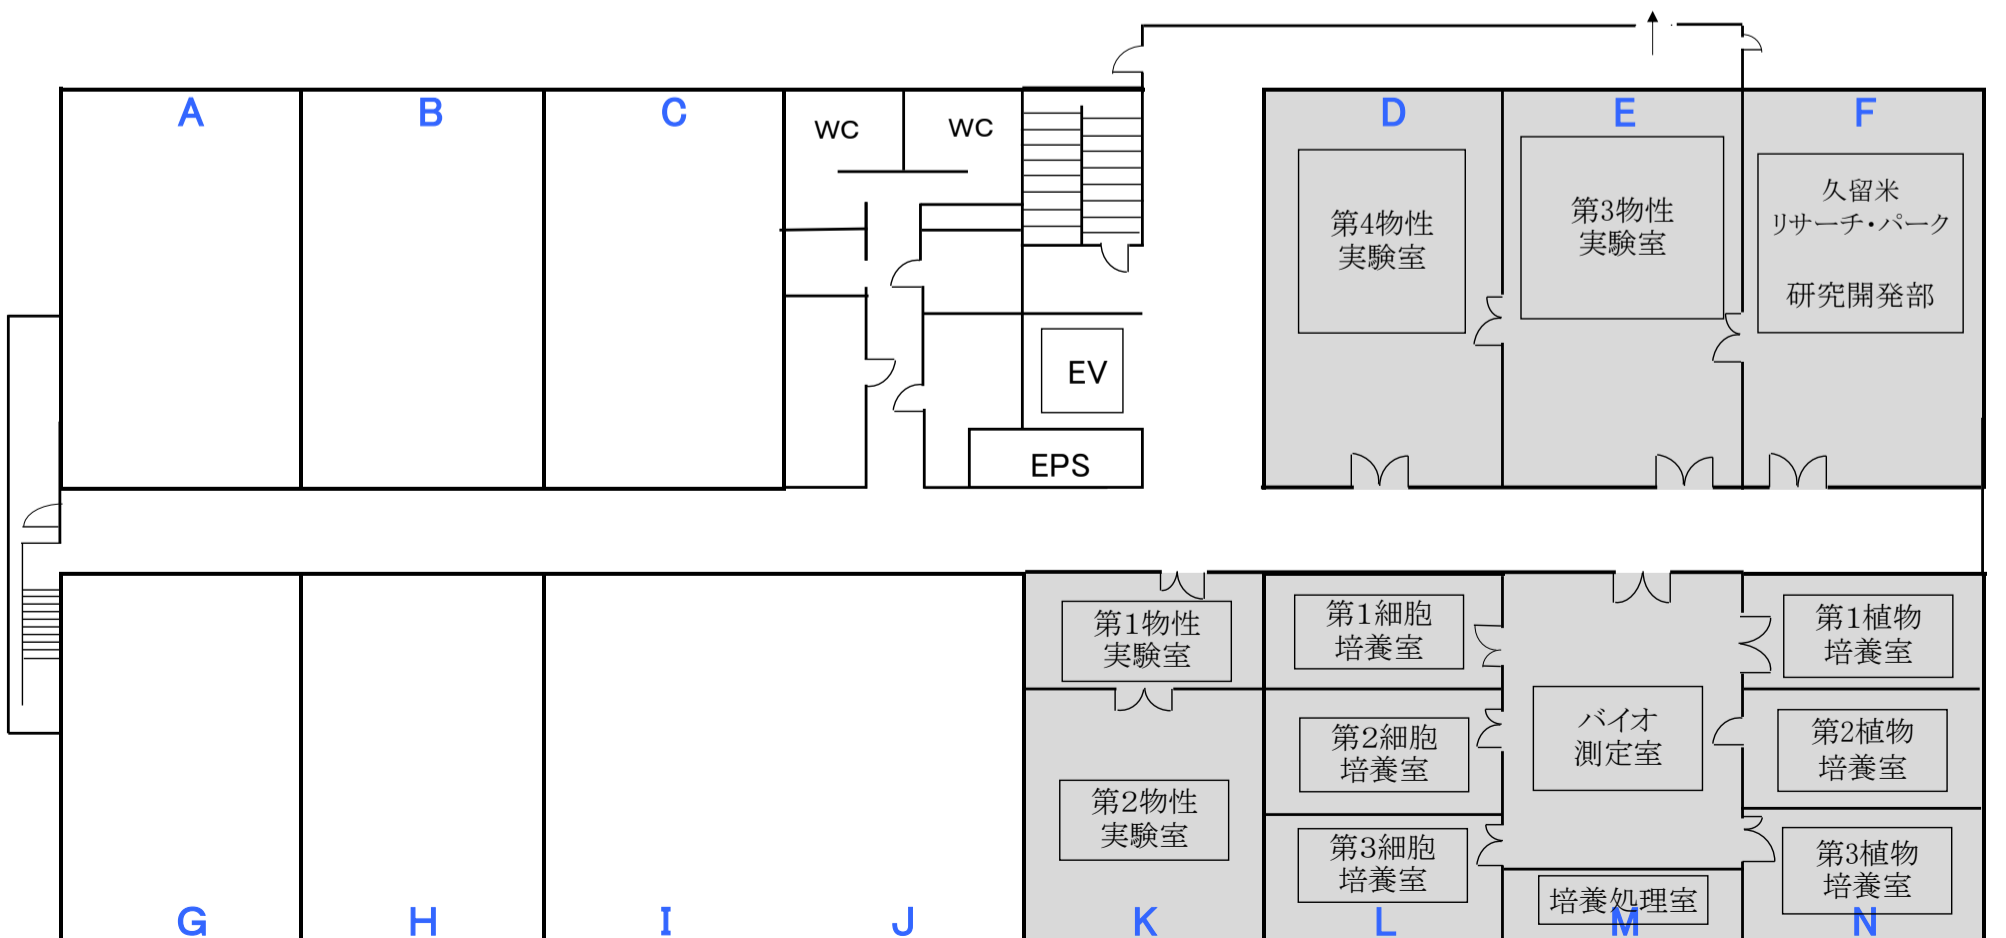 A
B
C
WC
WC
D
E
F
第4物性
実験室
第3物性
実験室
久留米
リサーチ・パーク
研究開発部
EV
EPS
第1物性
実験室
第1細胞
培養室
第1植物
培養室
バイオ
測定室
第2細胞
培養室
第2植物
培養室
第2物性
実験室
第3細胞
培養室
第3植物
培養室
培養処理室
G
H
I
J
K
L
M
N